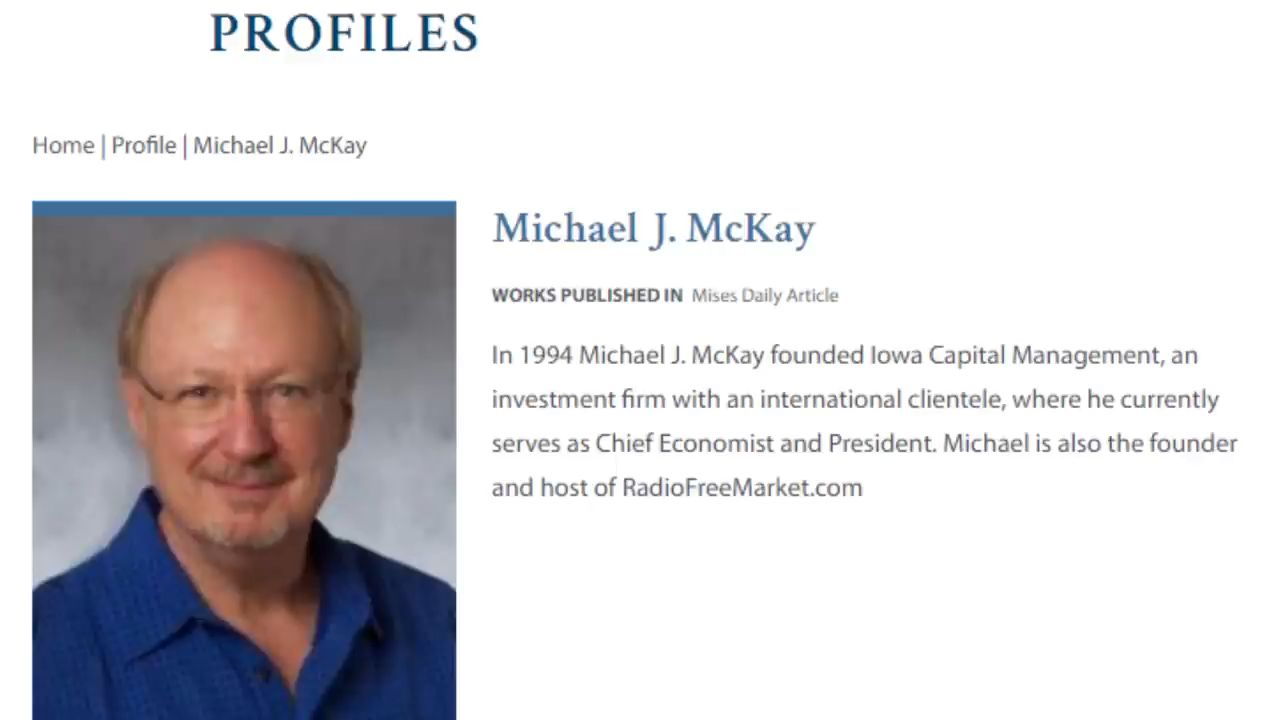 PROFILES
Home | Profile | Michael J. McKay
Michael J. McKay
WORKS PUBLISHED IN Mises Daily Article
In 1994 Michael J. McKay founded Iowa Capital Management, an
investment firm with an international clientele, where he currently
serves as Chief Economist and President. Michael is also the founder
and host of RadioFreeMarket.com